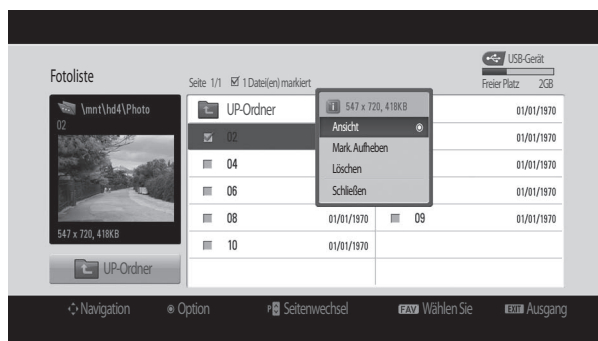 USB-Gerät
Fotoliste
Seite 1/1 1 Datei(en) markiert
Freier Platz 2GB
\mnt\hd4\Photo
02
547 x 720, 418KB
UP-Ordner
UP-Ordner
02
04
06
08 01/01/1970
10 01/01/1970
547 x 720, 418KB
Ansicht
Mark. Aufheben
Löschen
Schließen
01/01/1970
01/01/1970
01/01/1970
01/01/1970
09 01/01/1970
Navigation
Option
P Seitenwechsel
FAV Wählen Sie
EXIT Ausgang